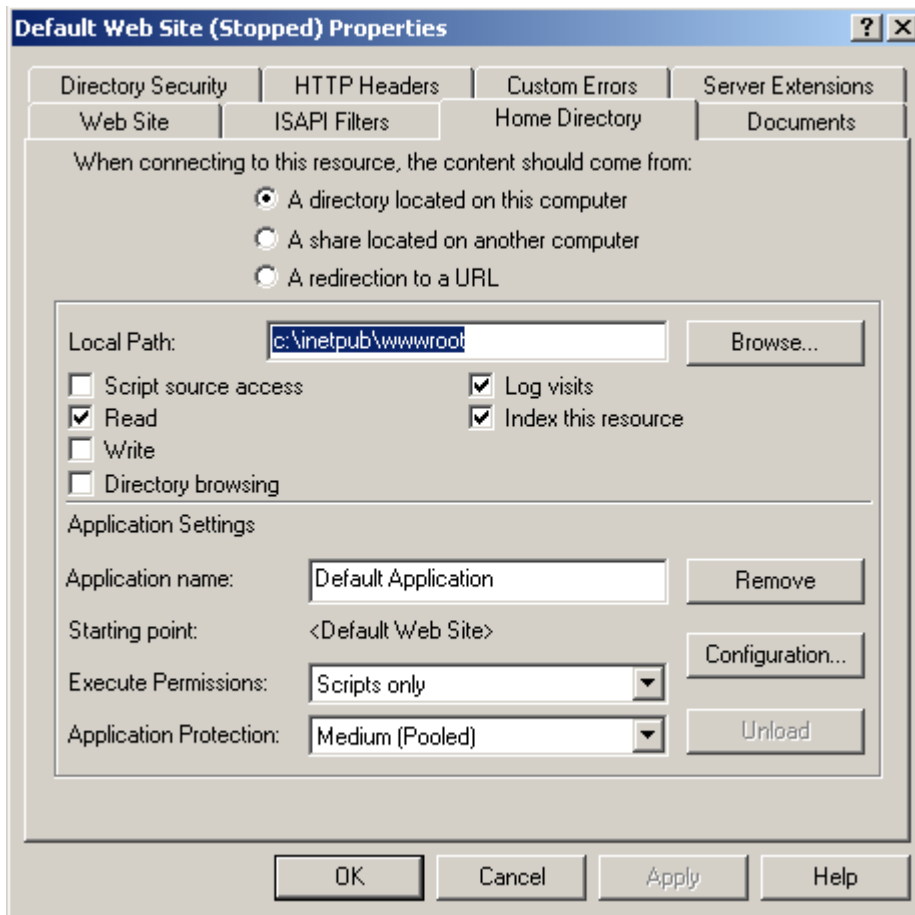 Default Web Site (Stopped) Properties
Directory Security HTTP Headers Custom Errors Server Extensions
Web Site ISAPI Filters Home Directory Documents
When connecting to this resource, the content should come from:
A directory located on this computer
A share located on another computer
A redirection to a URL
Local Path: c:\inetpub\wwwroot Browse...
Script source access Log visits
Read Index this resource
Write
Directory browsing
Application Settings
Application name: Default Application Remove
Starting point: <Default Web Site>
Configuration...
Execute Permissions: Scripts only
Application Protection: Medium (Pooled) Unload
OK Cancel Apply Help